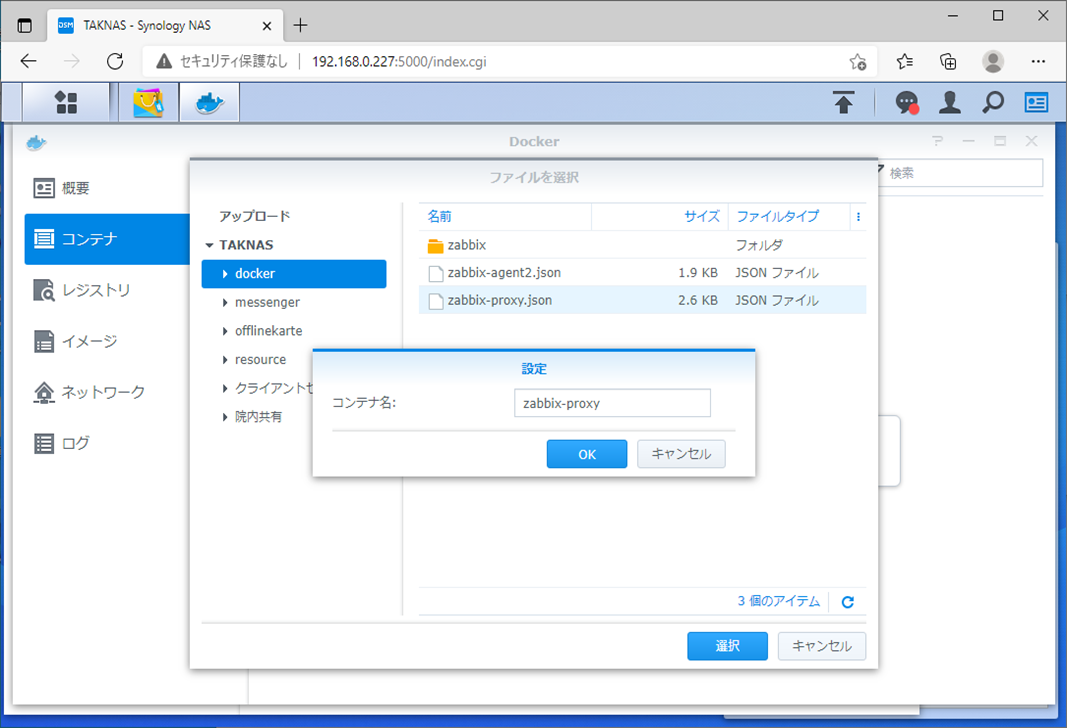 DSM TAKNAS - Synology NAS
セキュリティ保護なし 192.168.0.227:5000/index.cgi
Docker
検索
概要
コンテナ
レジストリ
イメージ
ネットワーク
ログ
ファイルを選択
アップロード
TAKNAS
docker
messenger
offlinekarte
resource
クライアントセ
院内共有
名前 サイズ ファイルタイプ
zabbix フォルダ
zabbix-agent2.json 1.9 KB JSON ファイル
zabbix-proxy.json 2.6 KB JSON ファイル
設定
コンテナ名: zabbix-proxy
OK キャンセル
3 個のアイテム
選択 キャンセル